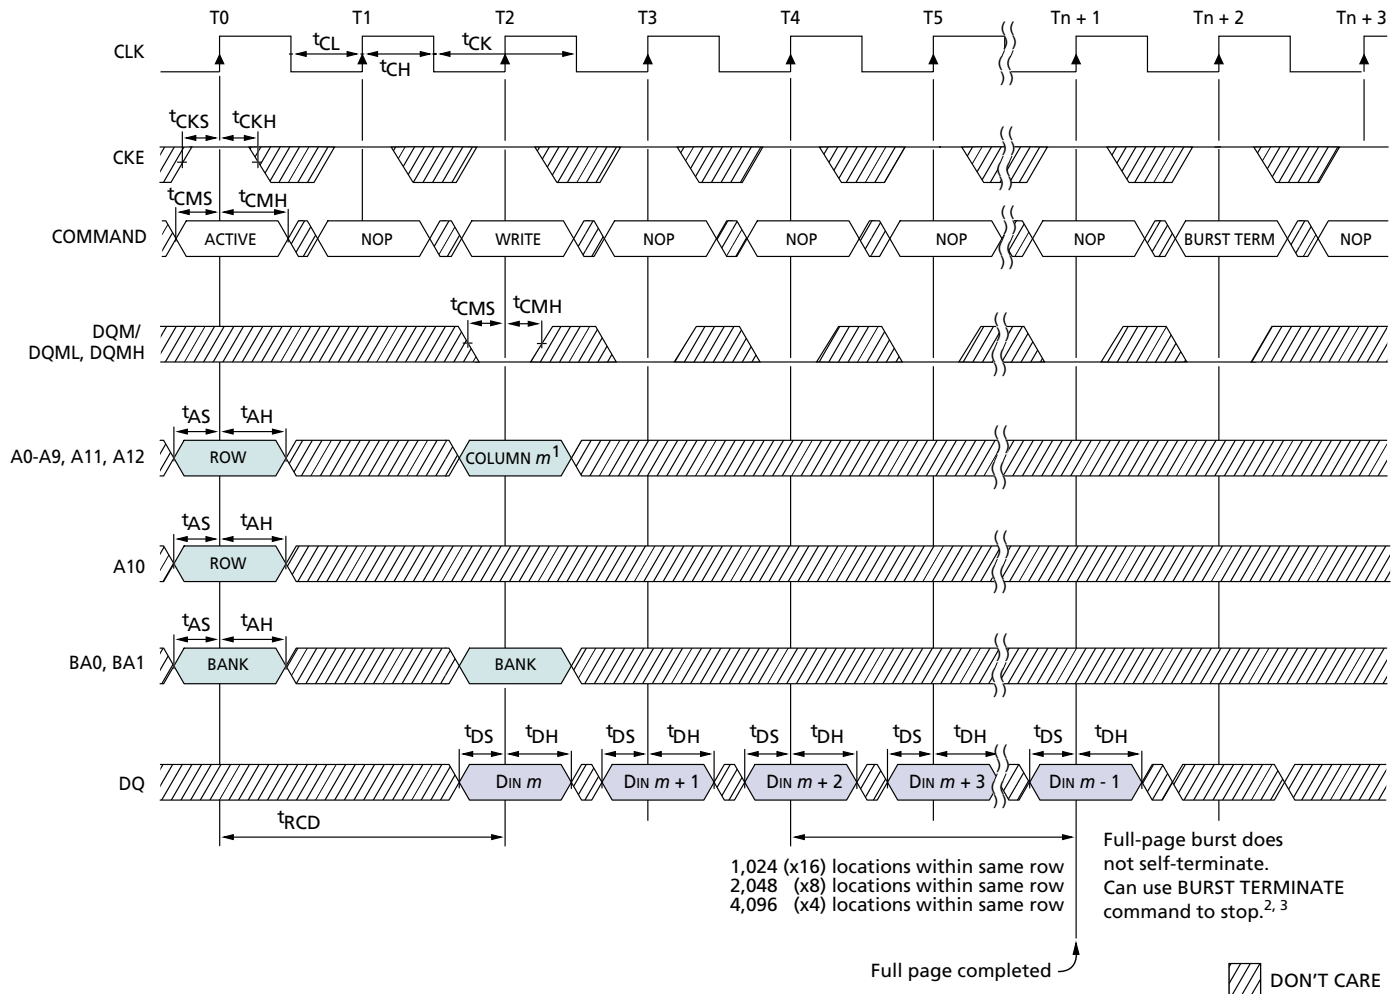 T0 T1 T2 T3 T4 T5 Tn + 1 Tn + 2 Tn + 3
CLK tCL tCH tCK
tCKS tCKH
CKE
tCMS tCMH
COMMAND ACTIVE NOP WRITE NOP NOP NOP NOP BURST TERM NOP
tCMS tCMH
DQM/
DQML, DQMH
tAS tAH
A0-A9, A11, A12 ROW COLUMN m1
tAS tAH
A10 ROW
tAS tAH
BA0, BA1 BANK BANK
tDS tDH tDS tDH tDS tDH tDS tDH tDS tDH
DQ DIN m DIN m + 1 DIN m + 2 DIN m + 3 DIN m - 1
tRCD
1,024 (x16) locations within same row
2,048 (x8) locations within same row
4,096 (x4) locations within same row
Full-page burst does
not self-terminate.
Can use BURST TERMINATE
command to stop.2, 3
Full page completed
DON'T CARE